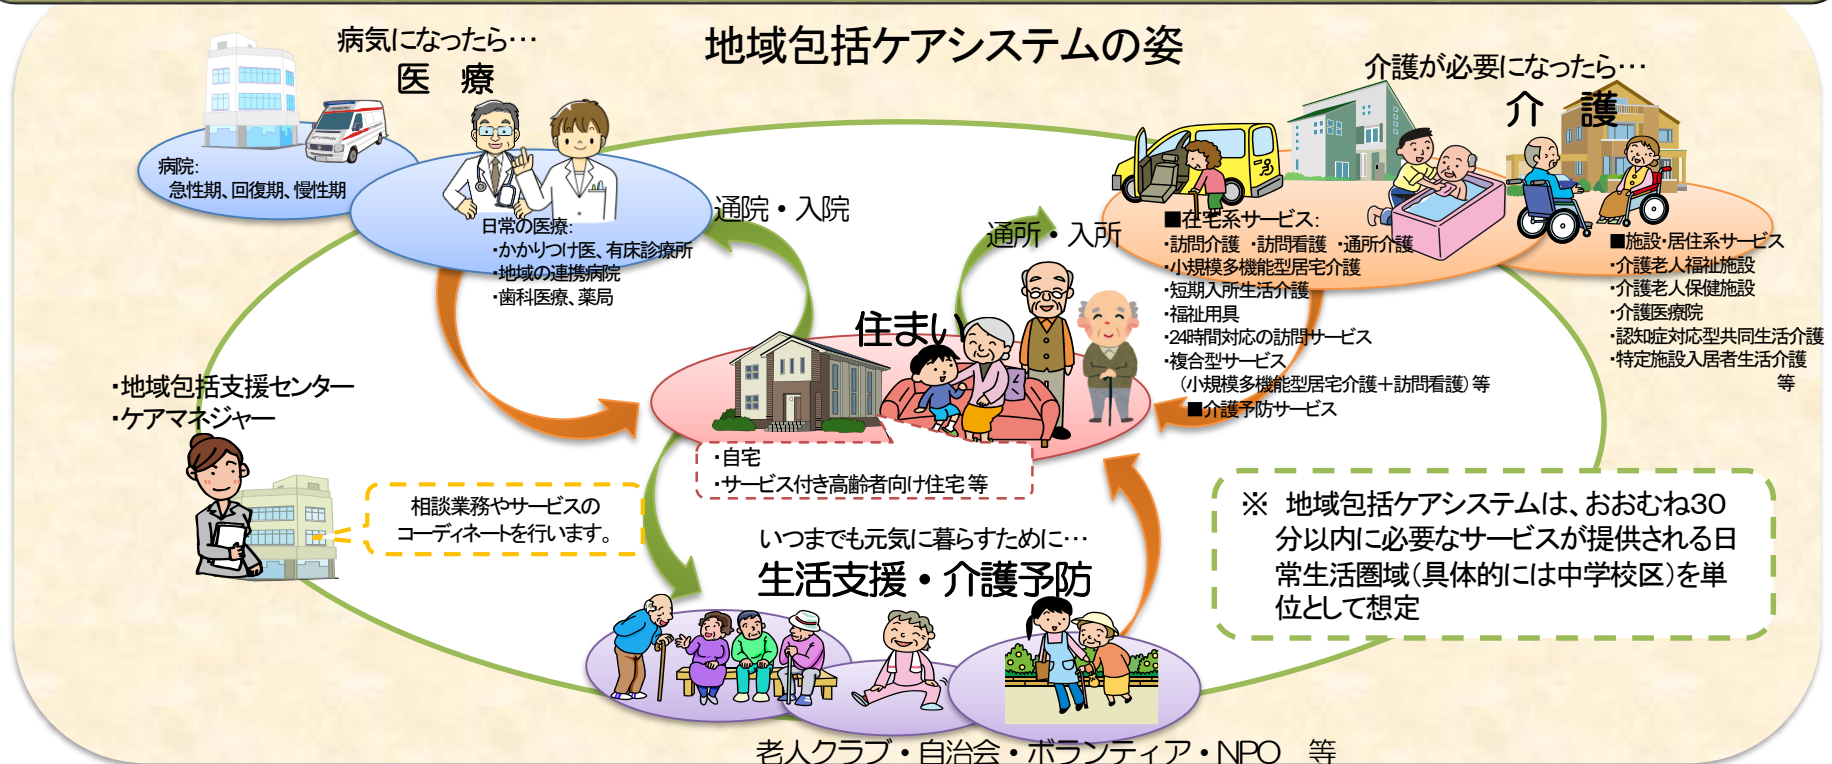 地域包括ケアシステムの姿
病気になったら…
医　療
病院:
急性期、回復期、慢性期
日常の医療:
・かかりつけ医、有床診療所
・地域の連携病院
・歯科医療、薬局
通院・入院
通所・入所
介護が必要になったら…
介　護
■在宅系サービス:
・訪問介護　・訪問看護　・通所介護
・小規模多機能型居宅介護
・短期入所生活介護
・福祉用具
・24時間対応の訪問サービス
・複合型サービス
（小規模多機能型居宅介護＋訪問看護）等
■介護予防サービス
■施設・居住系サービス
・介護老人福祉施設
・介護老人保健施設
・介護医療院
・認知症対応型共同生活介護
・特定施設入居者生活介護
等
住まい
・自宅
・サービス付き高齢者向け住宅 等
・地域包括支援センター
・ケアマネジャー
相談業務やサービスの
コーディネートを行います。
いつまでも元気に暮らすために…
生活支援・介護予防
老人クラブ・自治会・ボランティア・NPO　等
※　地域包括ケアシステムは、おおむね30
分以内に必要なサービスが提供される日
常生活圏域（具体的には中学校区）を単
位として想定